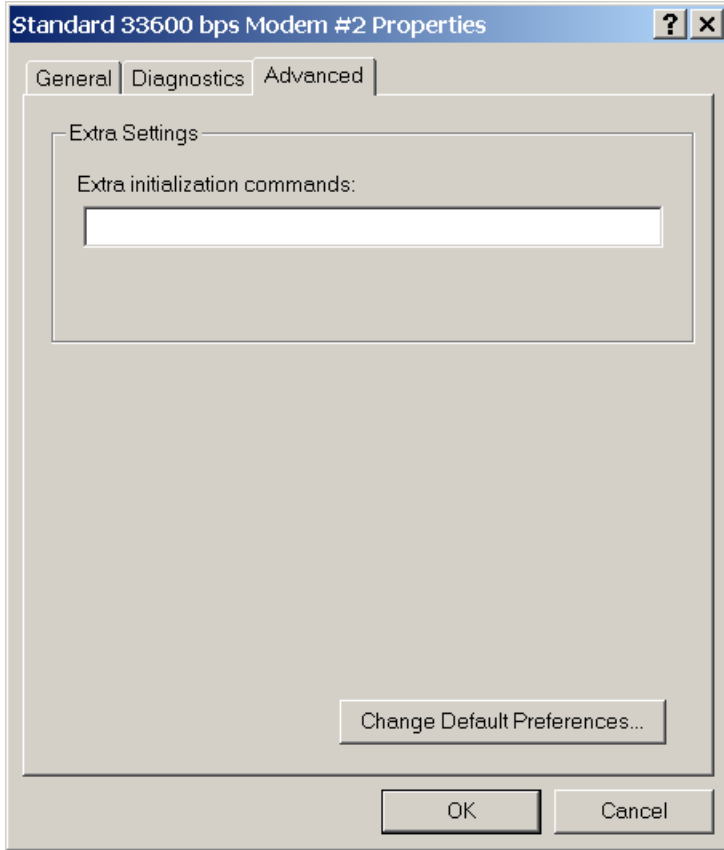 Standard 33600 bps Modem #2 Properties ? ×
General Diagnostics Advanced
Extra Settings
Extra initialization commands:
Change Default Preferences...
OK Cancel